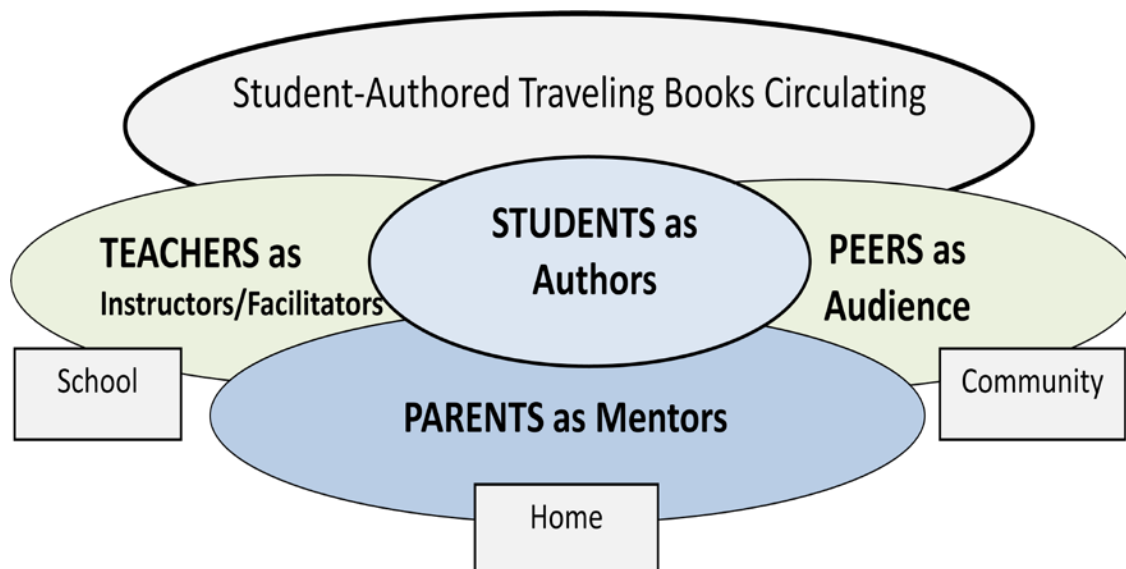 Student-Authored Traveling Books Circulating
STUDENTS as
Authors
TEACHERS as
Instructors/Facilitators
PEERS as
Audience
School
Community
PARENTS as Mentors
Home